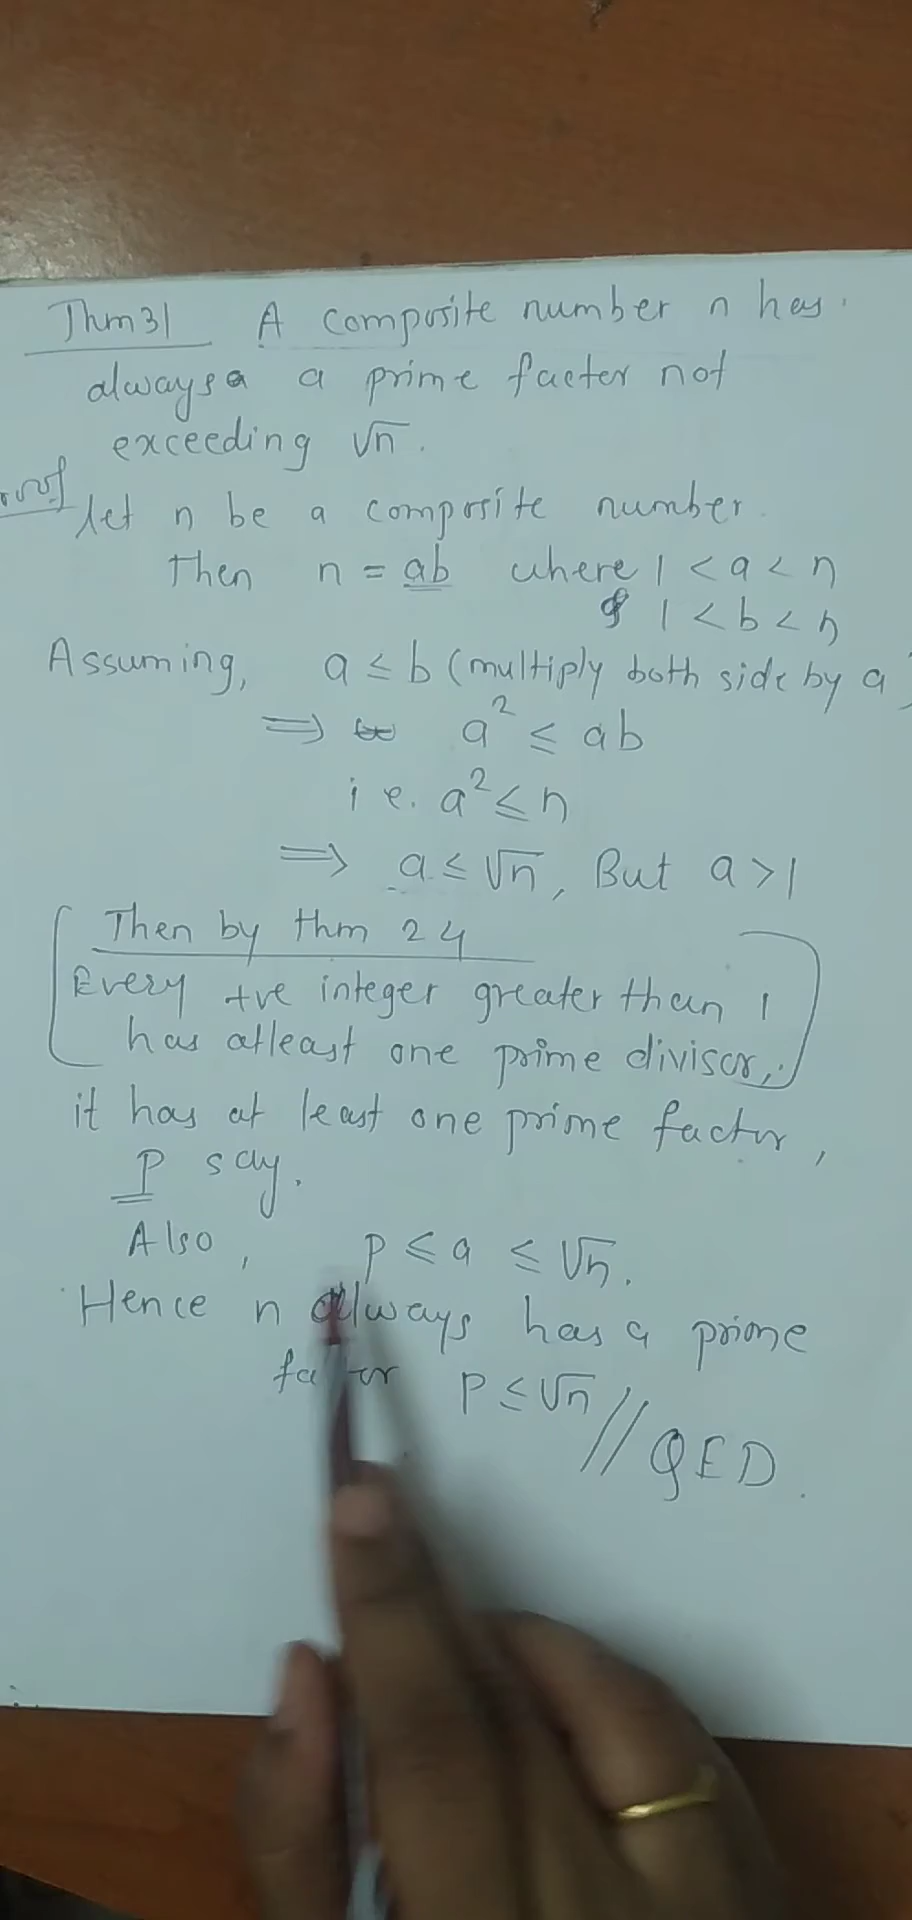 Thm 31 A composite number n has
always a a prime factor not
exceeding √n.
let n be a composite number.
Then n = ab where 1 < a < n
& 1 < b < n
Assuming, a ≤ b (multiply both side by a)
⟹ a² ≤ ab
i e. a² ≤ n
⟹ a ≤ √n, But a > 1
[ Then by thm 24
Every +ve integer greater than 1
has atleast one prime divisor, ]
it has at least one prime factor,
P say.
Also, p ≤ a ≤ √n.
Hence n always has a prime
P ≤ √n // QED.